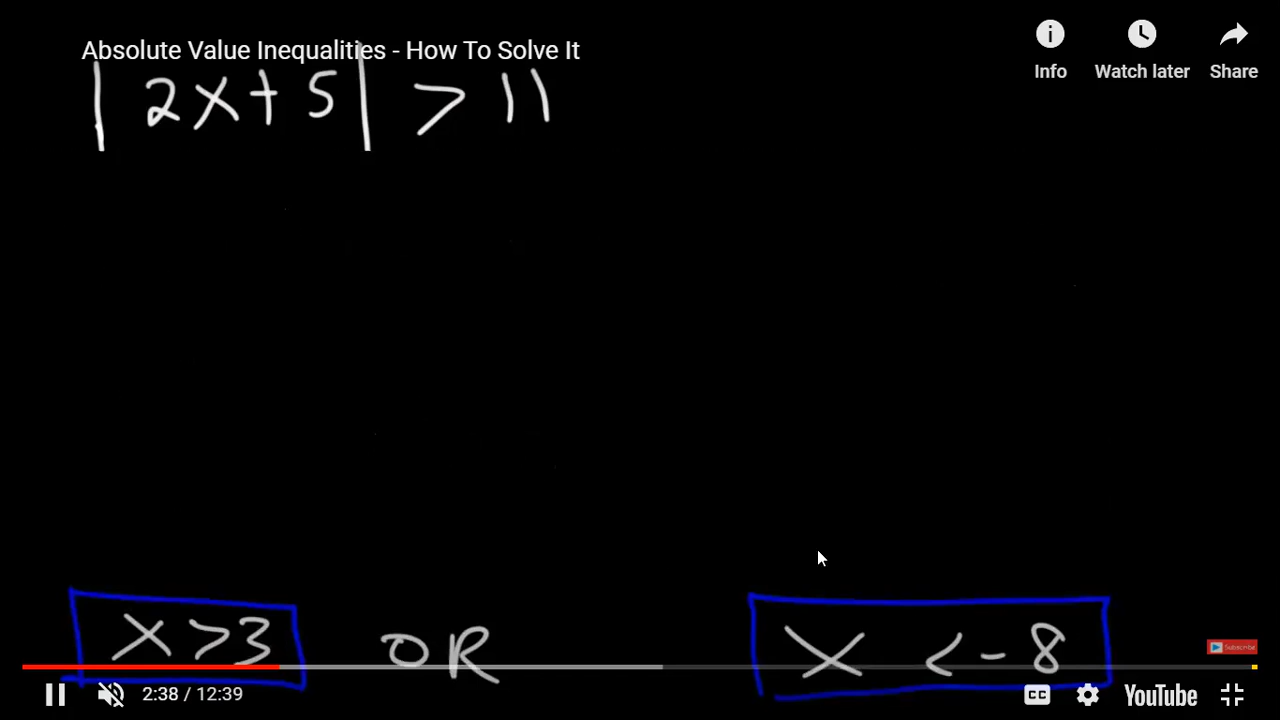 Absolute Value Inequalities - How To Solve It
Info Watch later Share
|2x+5| > 11
x > 3 OR x < -8
Subscribe
2:38 / 12:39 CC YouTube